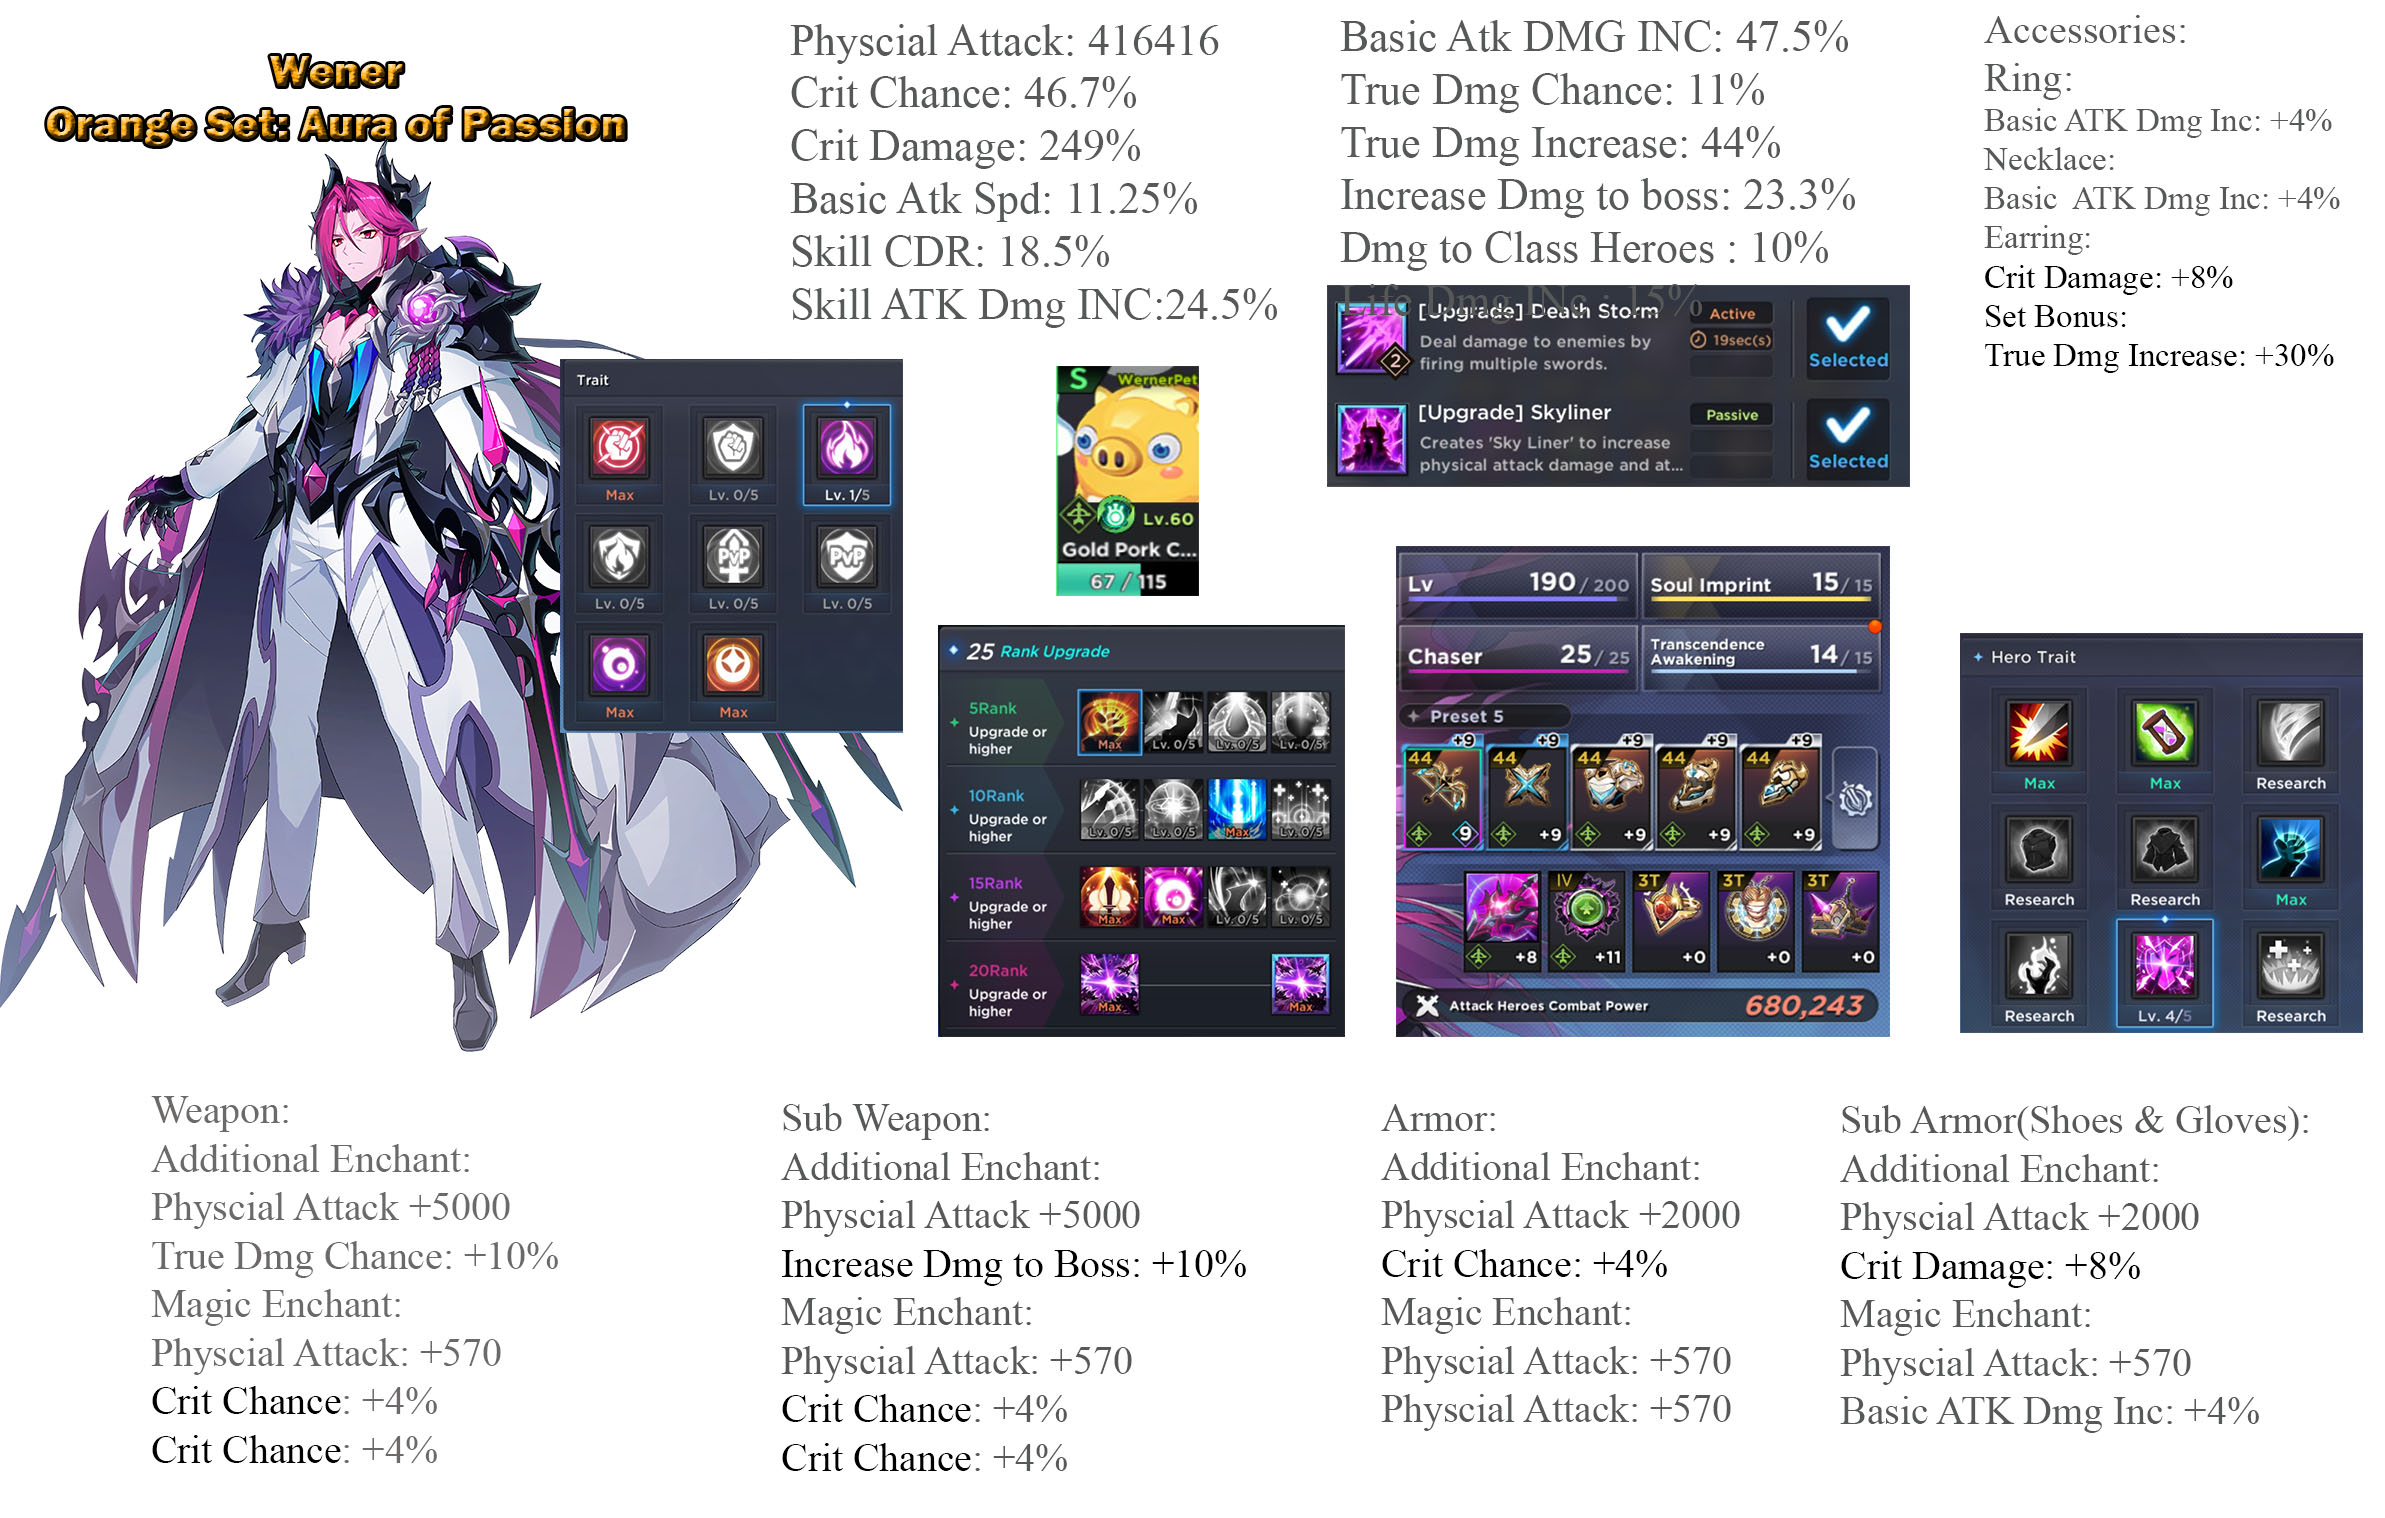 Wener
Orange Set: Aura of Passion
Physcial Attack: 416416
Crit Chance: 46.7%
Crit Damage: 249%
Basic Atk Spd: 11.25%
Skill CDR: 18.5%
Skill ATK Dmg INC:24.5%
Basic Atk DMG INC: 47.5%
True Dmg Chance: 11%
True Dmg Increase: 44%
Increase Dmg to boss: 23.3%
Dmg to Class Heroes : 10%
Life Dmg INc : 15%
Accessories:
Ring:
Basic ATK Dmg Inc: +4%
Necklace:
Basic  ATK Dmg Inc: +4%
Earring:
Crit Damage: +8%
Set Bonus:
True Dmg Increase: +30%
[Upgrade] Death Storm
Active
2
Deal damage to enemies by
firing multiple swords.
19sec(s)
Selected
[Upgrade] Skyliner
Passive
Creates 'Sky Liner' to increase
physical attack damage and at...
Selected
Trait
Max
Lv. 0/5
Lv. 1/5
Lv. 0/5
PvP
Lv. 0/5
PvP
Lv. 0/5
Max
Max
S
WernerPet
Lv.60
Gold Pork C...
67 / 115
25 Rank Upgrade
5Rank
Upgrade or
higher
Max
Lv. 0/5
Lv. 0/5
Lv. 0/5
10Rank
Upgrade or
higher
Lv. 0/5
Lv. 0/5
Max
Lv. 0/5
15Rank
Upgrade or
higher
Max
Max
Lv. 0/5
Lv. 0/5
20Rank
Upgrade or
higher
Max
Max
Lv 190 / 200
Soul Imprint 15 / 15
Chaser 25 / 25
Transcendence
Awakening
14 / 15
Preset 5
+9 +9 +9 +9 +9
44 44 44 44 44
9 +9 +9 +9 +9
IV 3T 3T 3T
+8 +11 +0 +0 +0
Attack Heroes Combat Power 680,243
Hero Trait
Max
Max
Research
Research
Research
Max
Research
Lv. 4/5
Research
Weapon:
Additional Enchant:
Physcial Attack +5000
True Dmg Chance: +10%
Magic Enchant:
Physcial Attack: +570
Crit Chance: +4%
Crit Chance: +4%
Sub Weapon:
Additional Enchant:
Physcial Attack +5000
Increase Dmg to Boss: +10%
Magic Enchant:
Physcial Attack: +570
Crit Chance: +4%
Crit Chance: +4%
Armor:
Additional Enchant:
Physcial Attack +2000
Crit Chance: +4%
Magic Enchant:
Physcial Attack: +570
Physcial Attack: +570
Sub Armor(Shoes & Gloves):
Additional Enchant:
Physcial Attack +2000
Crit Damage: +8%
Magic Enchant:
Physcial Attack: +570
Basic ATK Dmg Inc: +4%